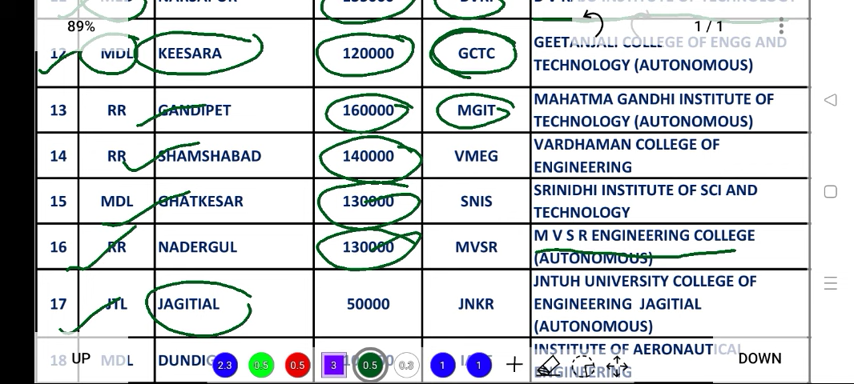 89%
1 / 1
12 MDL KEESARA 120000 GCTC GEETANJALI COLLEGE OF ENGG AND
TECHNOLOGY (AUTONOMOUS)
13 RR GANDIPET 160000 MGIT MAHATMA GANDHI INSTITUTE OF
TECHNOLOGY (AUTONOMOUS)
14 RR SHAMSHABAD 140000 VMEG VARDHAMAN COLLEGE OF
ENGINEERING
15 MDL GHATKESAR 130000 SNIS SRINIDHI INSTITUTE OF SCI AND
TECHNOLOGY
16 RR NADERGUL 130000 MVSR M V S R ENGINEERING COLLEGE
(AUTONOMOUS)
17 JTL JAGITIAL 50000 JNKR JNTUH UNIVERSITY COLLEGE OF
ENGINEERING JAGITIAL
(AUTONOMOUS)
18 MDL INSTITUTE OF AERONAUTICAL
ENGINEERING
UP 2.3 0.5 0.5 3 0.5 0.3 1 1 DOWN